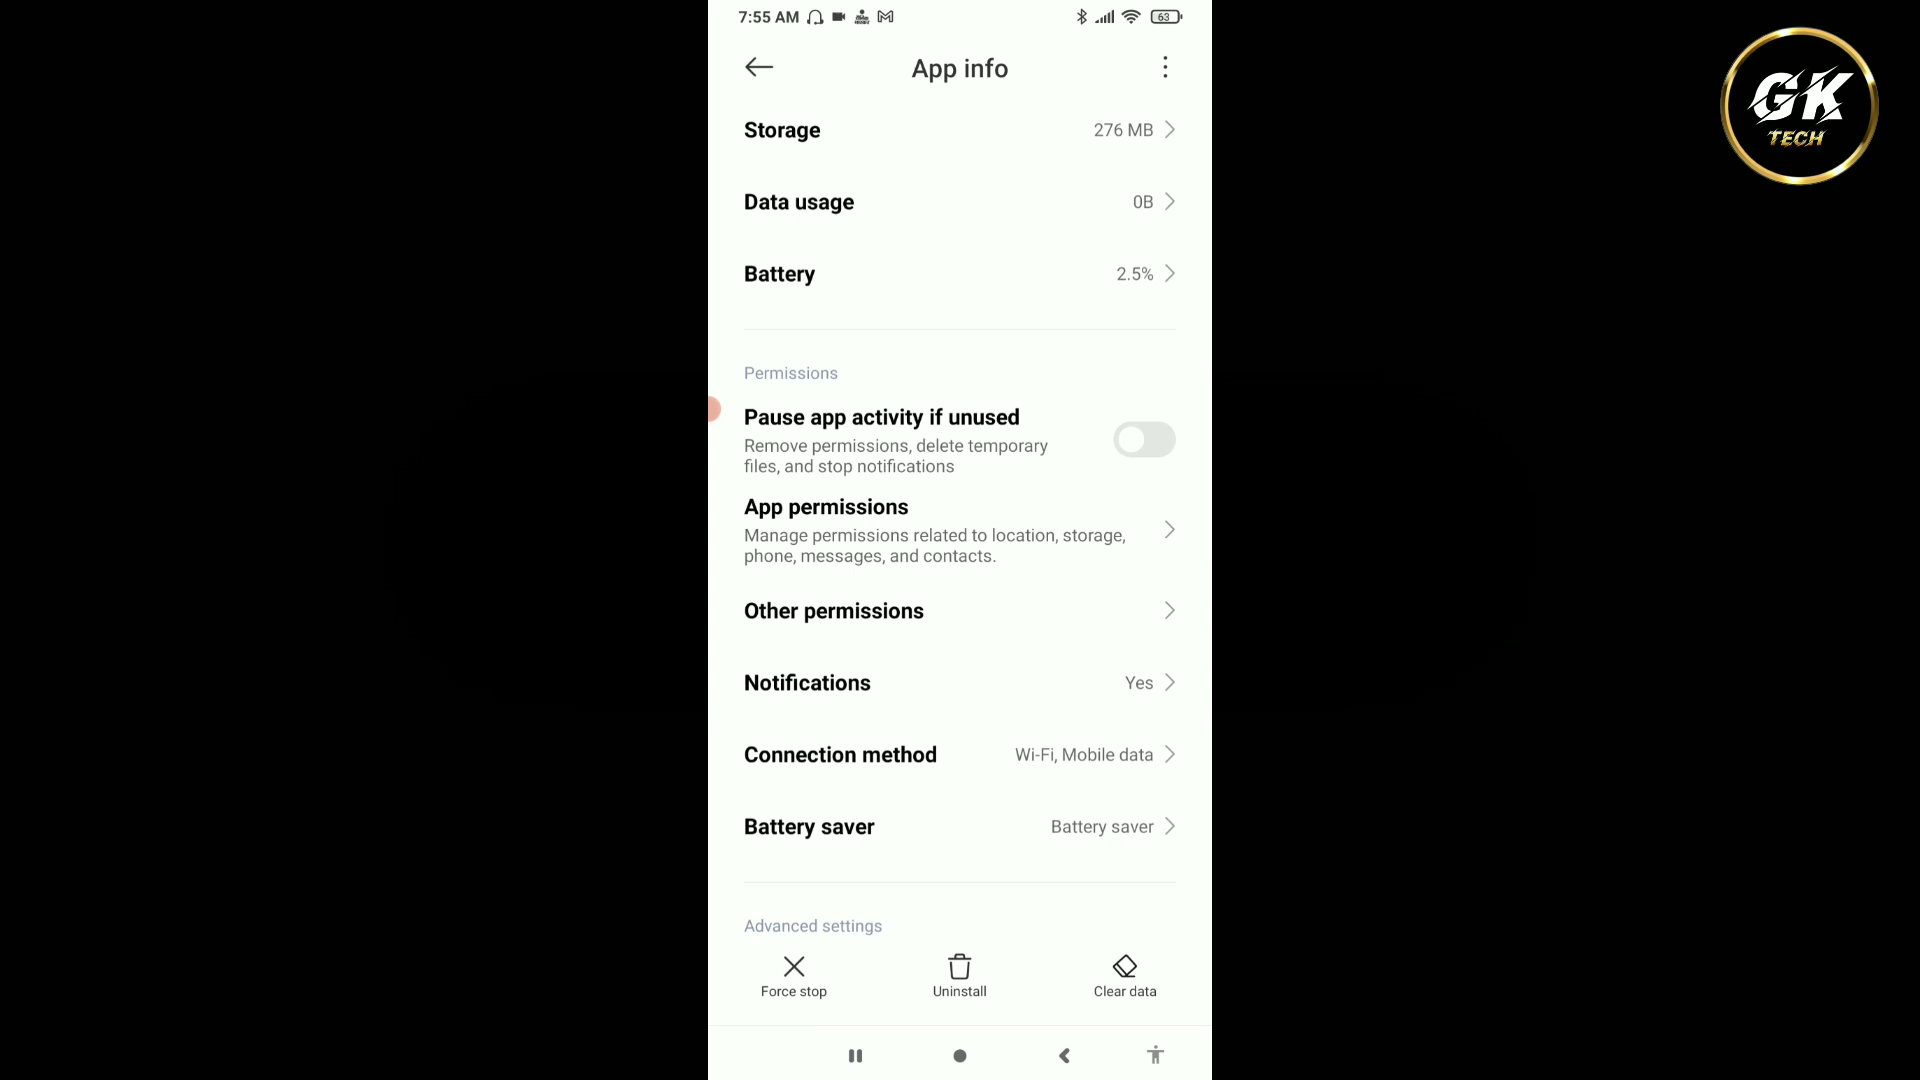 7:55 AM
63
App info
Storage
276 MB
Data usage
0B
Battery
2.5%
Permissions
Pause app activity if unused
Remove permissions, delete temporary
files, and stop notifications
App permissions
Manage permissions related to location, storage,
phone, messages, and contacts.
Other permissions
Notifications
Yes
Connection method
Wi-Fi, Mobile data
Battery saver
Battery saver
Advanced settings
Force stop
Uninstall
Clear data
GK
TECH